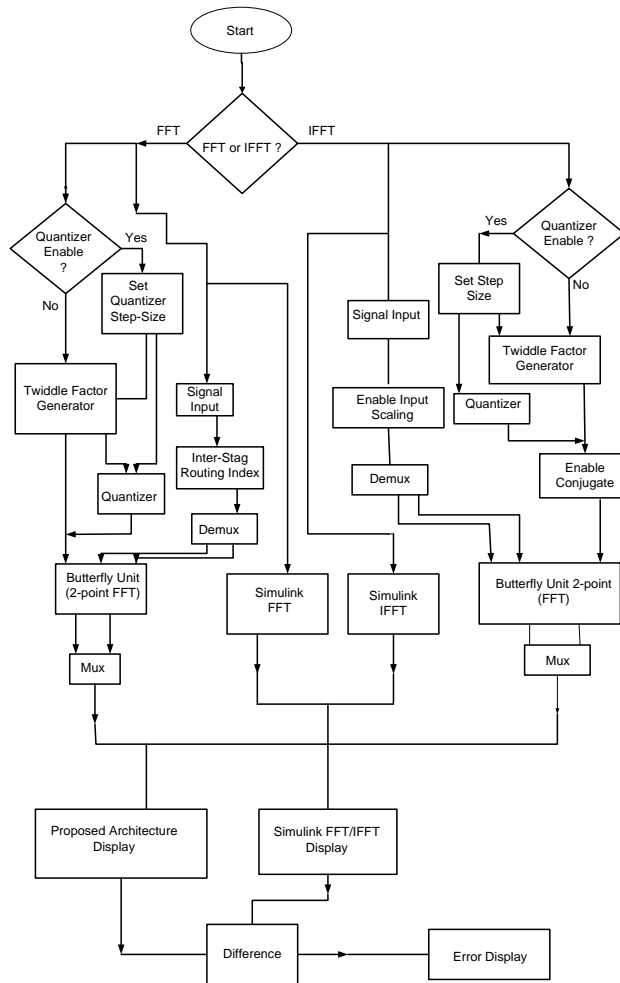 Start
FFT
IFFT
FFT or IFFT ?
Quantizer
Enable
?
Yes
No
Set
Quantizer
Step-Size
Yes
Quantizer
Enable ?
No
Set Step
Size
Signal Input
Twiddle Factor
Generator
Twiddle Factor
Generator
Signal
Input
Enable Input
Scaling
Quantizer
Inter-Stag
Routing Index
Enable
Conjugate
Demux
Quantizer
Demux
Butterfly Unit
(2-point FFT)
Simulink
FFT
Simulink
IFFT
Butterfly Unit 2-point
(FFT)
Mux
Mux
Proposed Architecture
Display
Simulink FFT/IFFT
Display
Difference
Error Display